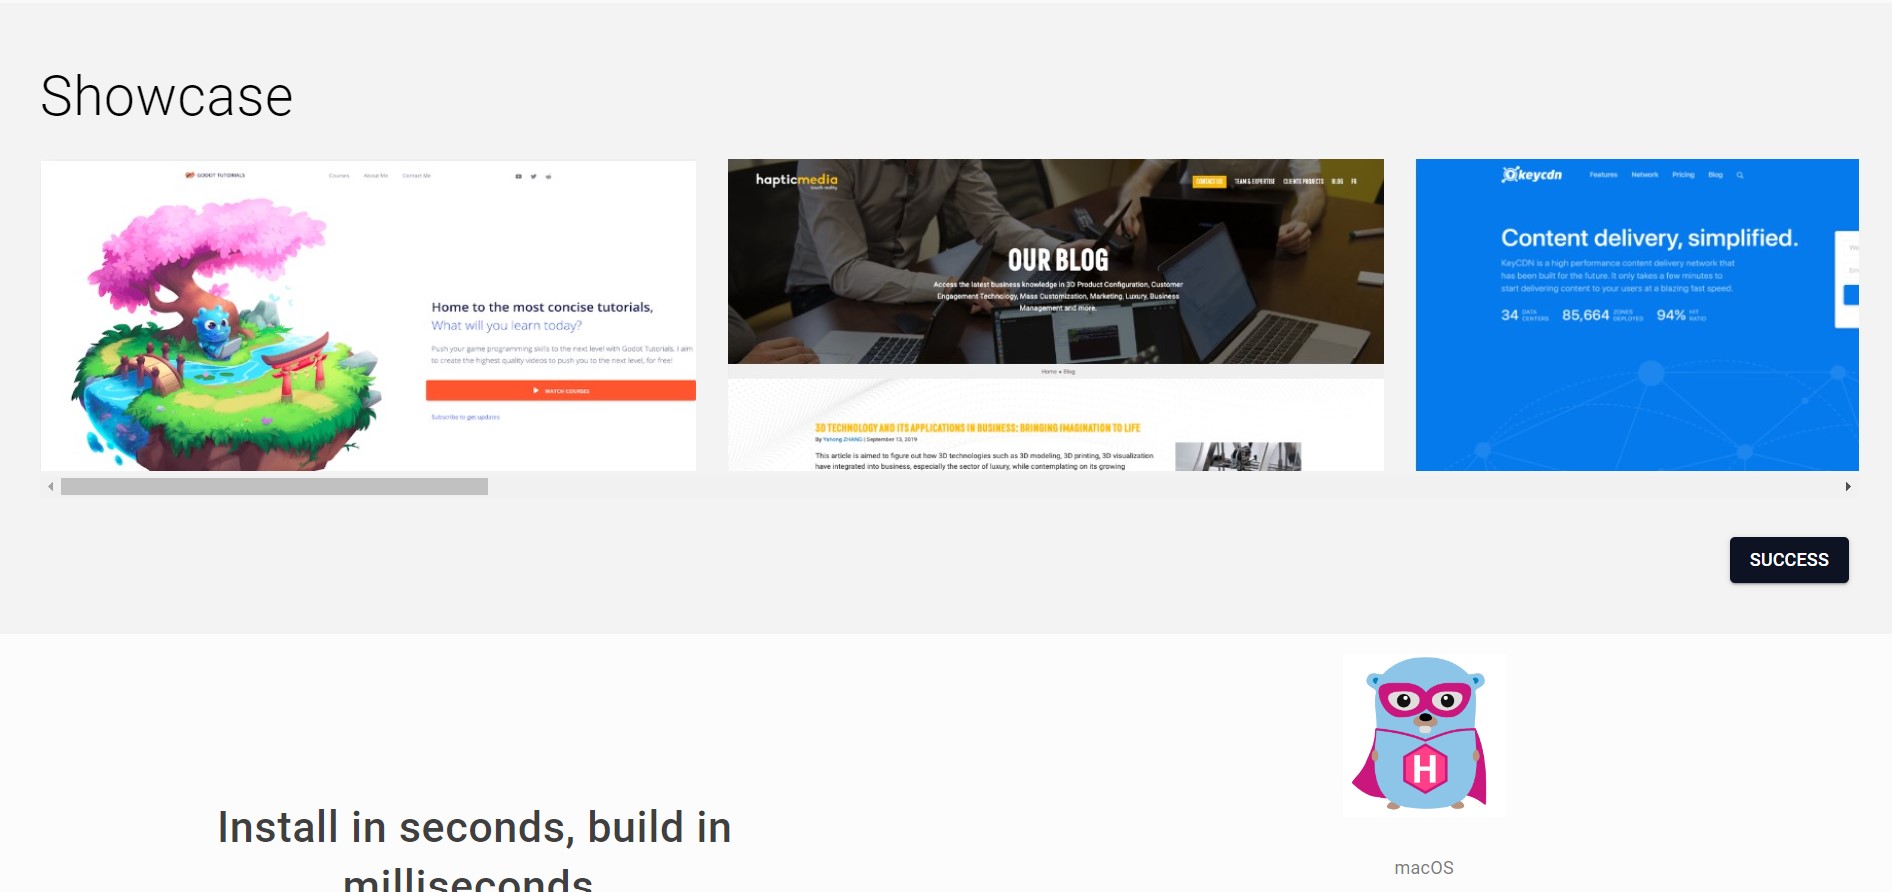 Showcase
GODOT TUTORIALS
Courses About Me Contact Me
Home to the most concise tutorials,
What will you learn today?
Push your game programming skills to the next level with Godot Tutorials, I aim
to create the highest quality videos to push you to the next level, for free!
WATCH COURSES
Subscribe to get updates
hapticmedia
touch reality
CONTACT US TEAM & EXPERTISE CLIENTS PROJECTS BLOG FR
OUR BLOG
Access the latest business knowledge in 3D Product Configuration, Customer
Engagement Technology, Mass Customization, Marketing, Luxury, Business
Management and more.
Home • Blog
3D TECHNOLOGY AND ITS APPLICATIONS IN BUSINESS: BRINGING IMAGINATION TO LIFE
By Yahong ZHANG | September 13, 2019
This article is aimed to figure out how 3D technologies such as 3D modeling, 3D printing, 3D visualization
have integrated into business, especially the sector of luxury, while contemplating on its growing
keycdn
Features Network Pricing Blog
Content delivery, simplified.
KeyCDN is a high performance content delivery network that
has been built for the future. It only takes a few minutes to
start delivering content to your users at a blazing fast speed.
34 DATA CENTERS 85,664 ZONES DEPLOYED 94% HIT RATIO
SUCCESS
H
Install in seconds, build in
milliseconds
macOS